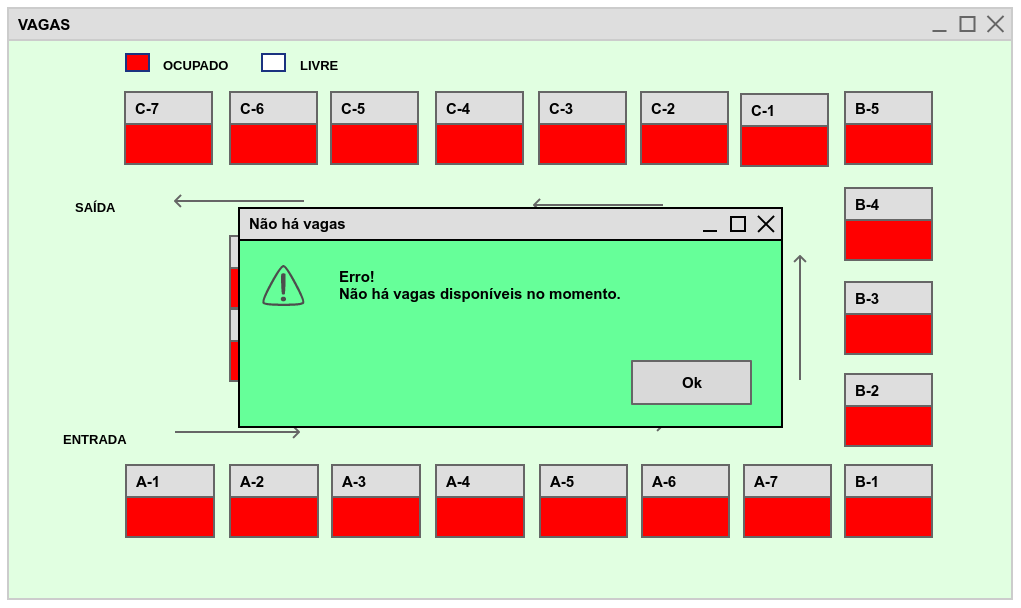 VAGAS
OCUPADO LIVRE
C-7 C-6 C-5 C-4 C-3 C-2 C-1 B-5
SAÍDA
B-4
Não há vagas
Erro!
Não há vagas disponíveis no momento.
B-3
Ok
B-2
ENTRADA
A-1 A-2 A-3 A-4 A-5 A-6 A-7 B-1